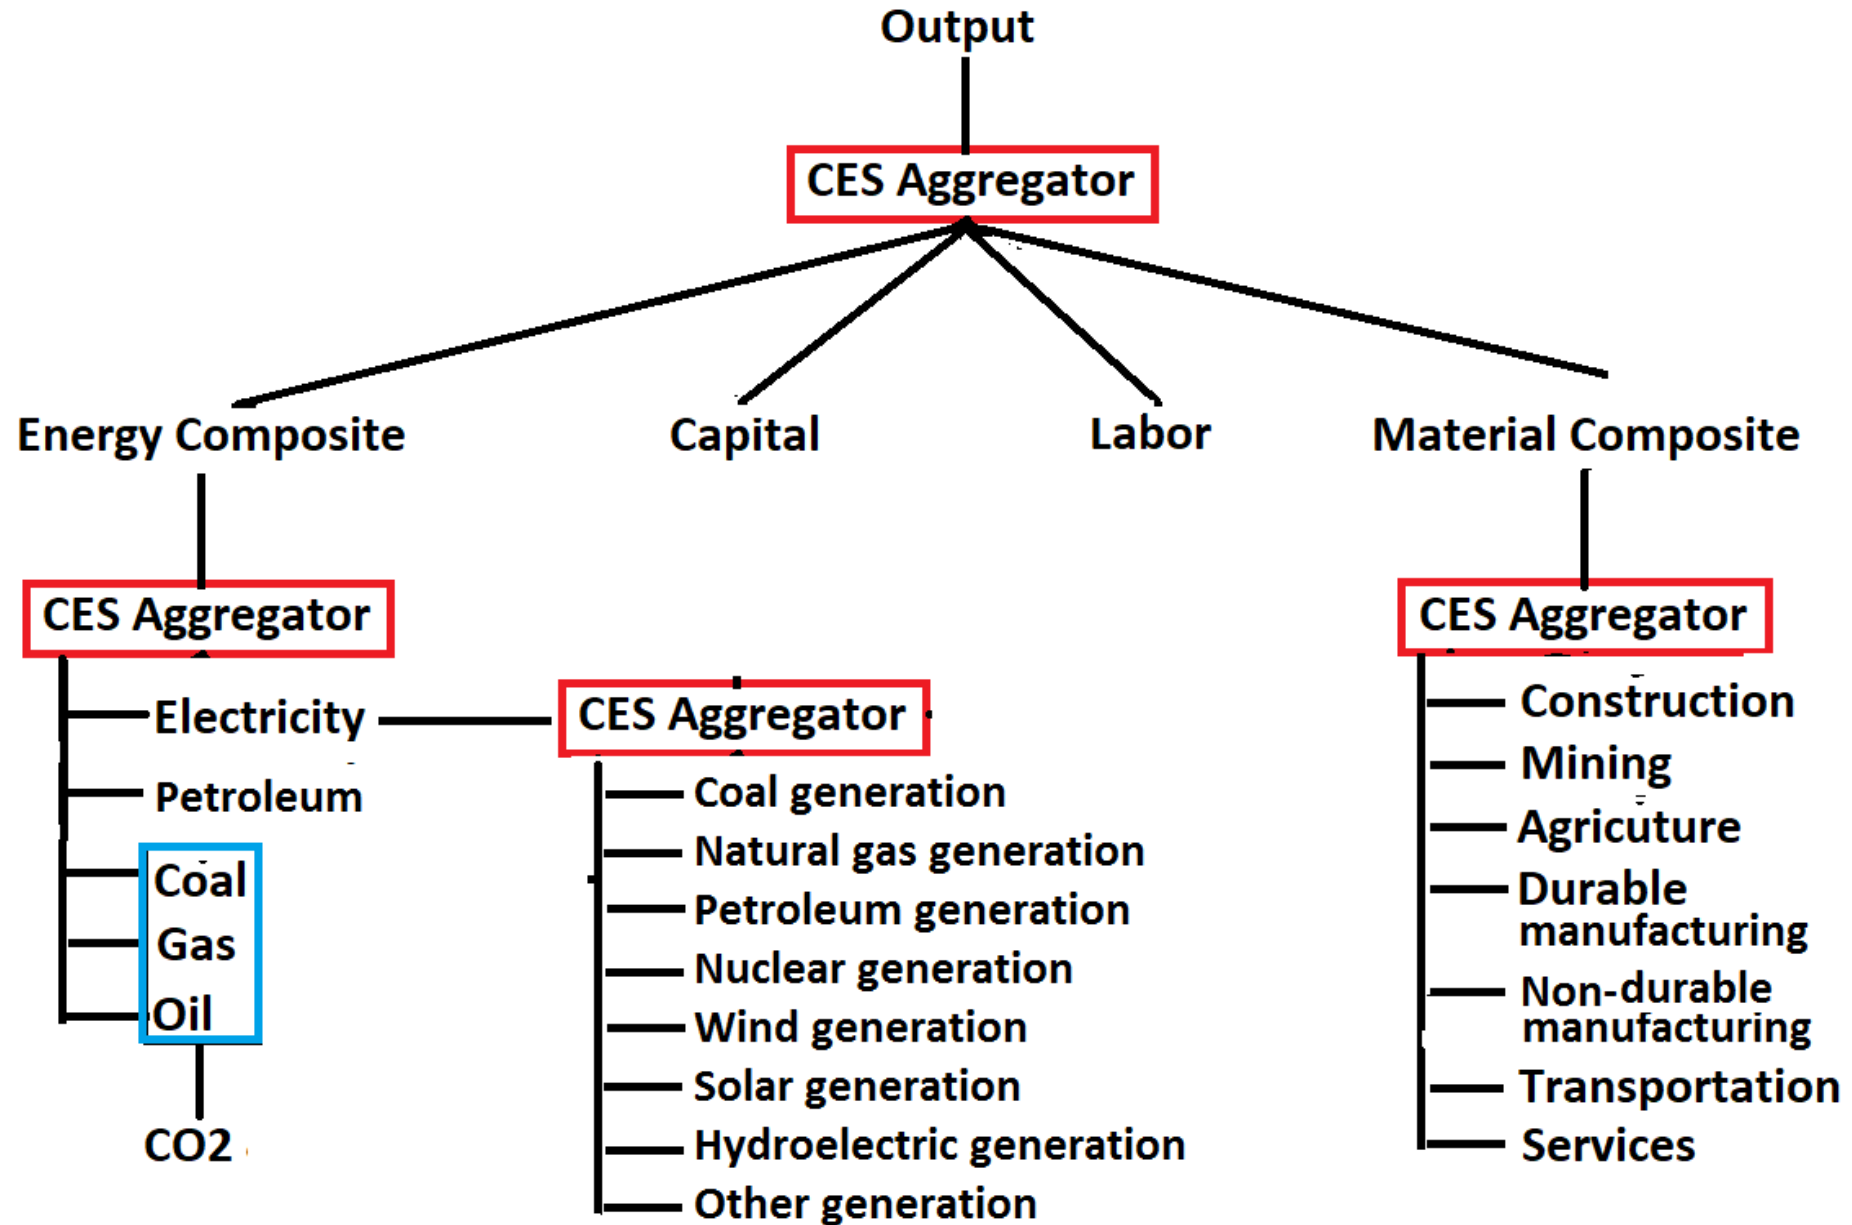 Output
CES Aggregator
Energy Composite
Capital
Labor
Material Composite
CES Aggregator
Electricity
Petroleum
Coal
Gas
Oil
CO2
CES Aggregator
Coal generation
Natural gas generation
Petroleum generation
Nuclear generation
Wind generation
Solar generation
Hydroelectric generation
Other generation
CES Aggregator
Construction
Mining
Agricuture
Durable
manufacturing
Non-durable
manufacturing
Transportation
Services